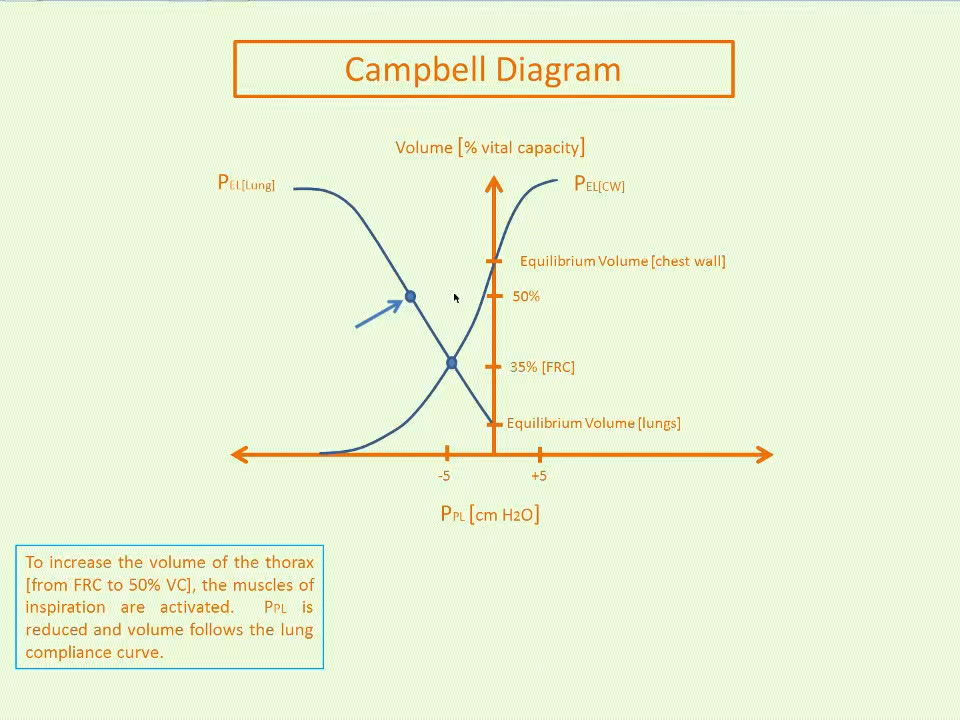 Campbell Diagram
Volume [% vital capacity]
PEL[Lung]
PEL[CW]
Equilibrium Volume [chest wall]
50%
35% [FRC]
Equilibrium Volume [lungs]
-5
+5
PPL [cm H2O]
To increase the volume of the thorax
[from FRC to 50% VC], the muscles of
inspiration are activated. PPL is
reduced and volume follows the lung
compliance curve.